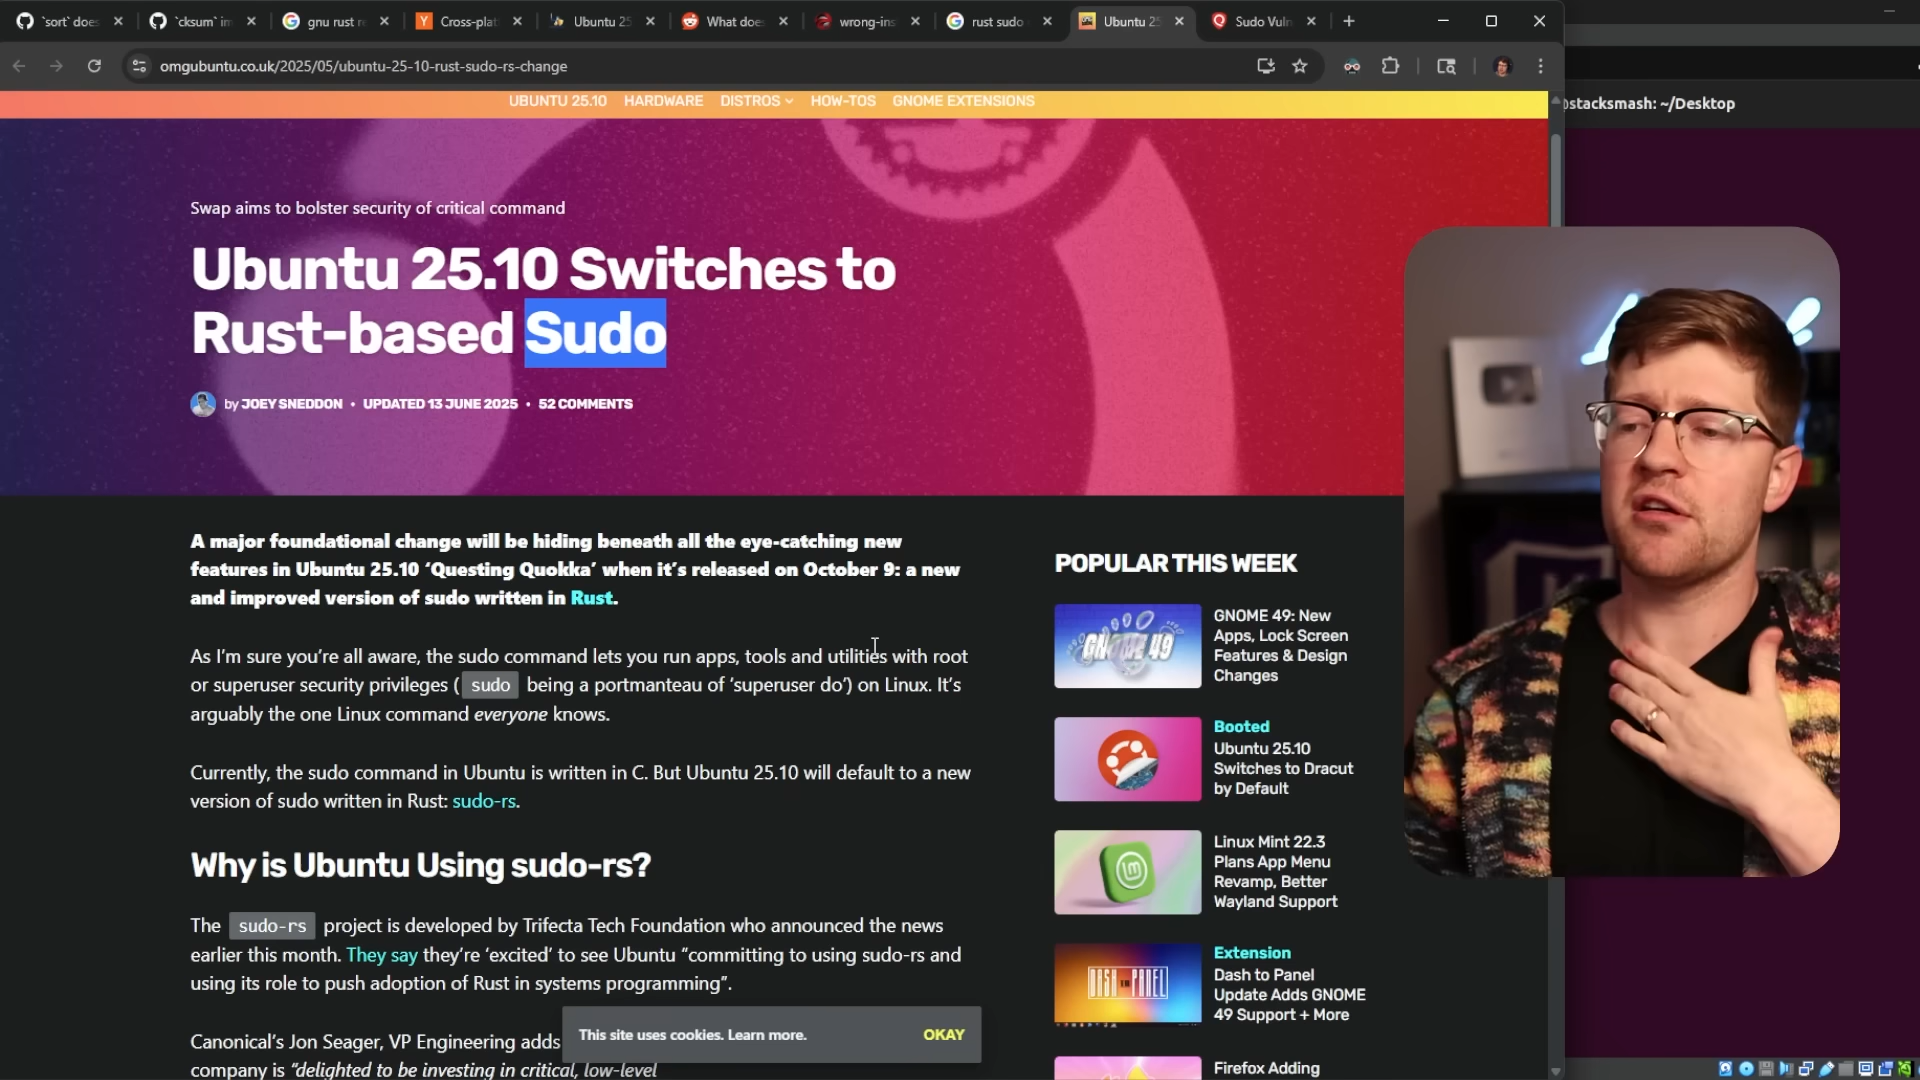 `sort` does
`cksum` im
gnu rust re
Cross-plat
Ubuntu 25
What does
wrong-ins
rust sudo
Ubuntu 25
Sudo Vuln
omgubuntu.co.uk/2025/05/ubuntu-25-10-rust-sudo-rs-change
UBUNTU 25.10 HARDWARE DISTROS HOW-TOS GNOME EXTENSIONS
ostacksmash: ~/Desktop
Swap aims to bolster security of critical command
Ubuntu 25.10 Switches to
Rust-based Sudo
by JOEY SNEDDON • UPDATED 13 JUNE 2025 • 52 COMMENTS
A major foundational change will be hiding beneath all the eye-catching new
features in Ubuntu 25.10 ‘Questing Quokka’ when it’s released on October 9: a new
and improved version of sudo written in Rust.
As I’m sure you’re all aware, the sudo command lets you run apps, tools and utilities with root
or superuser security privileges ( sudo being a portmanteau of ‘superuser do’) on Linux. It’s
arguably the one Linux command everyone knows.
Currently, the sudo command in Ubuntu is written in C. But Ubuntu 25.10 will default to a new
version of sudo written in Rust: sudo-rs.
Why is Ubuntu Using sudo-rs?
The sudo-rs project is developed by Trifecta Tech Foundation who announced the news
earlier this month. They say they’re ‘excited’ to see Ubuntu “committing to using sudo-rs and
using its role to push adoption of Rust in systems programming”.
Canonical’s Jon Seager, VP Engineering adds
company is “delighted to be investing in critical, low-level
This site uses cookies. Learn more. OKAY
POPULAR THIS WEEK
GNOME 49
GNOME 49: New
Apps, Lock Screen
Features & Design
Changes
Booted
Ubuntu 25.10
Switches to Dracut
by Default
Linux Mint 22.3
Plans App Menu
Revamp, Better
Wayland Support
DASH TO PANEL
Extension
Dash to Panel
Update Adds GNOME
49 Support + More
Firefox Adding